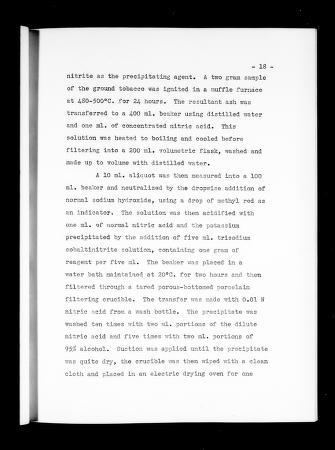 - 18 -
nitrite as the precipitating agent. A two gram sample
of the ground tobacco was ignited in a muffle furnace
at 480-500°C. for 24 hours. The resultant ash was
transferred to a 400 ml. beaker using distilled water
and one ml. of concentrated nitric acid. This
solution was heated to boiling and cooled before
filtering into a 200 ml. volumetric flask, washed and
made up to volume with distilled water.
A 10 ml. aliquot was then measured into a 100
ml. beaker and neutralized by the dropwise addition of
normal sodium hydroxide, using a drop of methyl red as
an indicator. The solution was then acidified with
one ml. of normal nitric acid and the potassium
precipitated by the addition of five ml. trisodium
cobaltinitrite solution, containing one gram of
reagent per five ml. The beaker was placed in a
water bath maintained at 20°C. for two hours and then
filtered through a tared porous-bottomed porcelain
filtering crucible. The transfer was made with 0.01 N
nitric acid from a wash bottle. The precipitate was
washed ten times with two ml. portions of the dilute
nitric acid and five times with two ml. portions of
95% alcohol. Suction was applied until the precipitate
was quite dry, the crucible was then wiped with a clean
cloth and placed in an electric drying oven for one